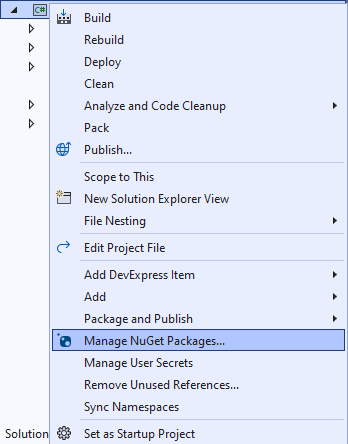 C#
Build
Rebuild
Deploy
Clean
Analyze and Code Cleanup
Pack
Publish...
Scope to This
New Solution Explorer View
File Nesting
Edit Project File
Add DevExpress Item
Add
Package and Publish
Manage NuGet Packages...
Manage User Secrets
Remove Unused References...
Sync Namespaces
Solution
Set as Startup Project